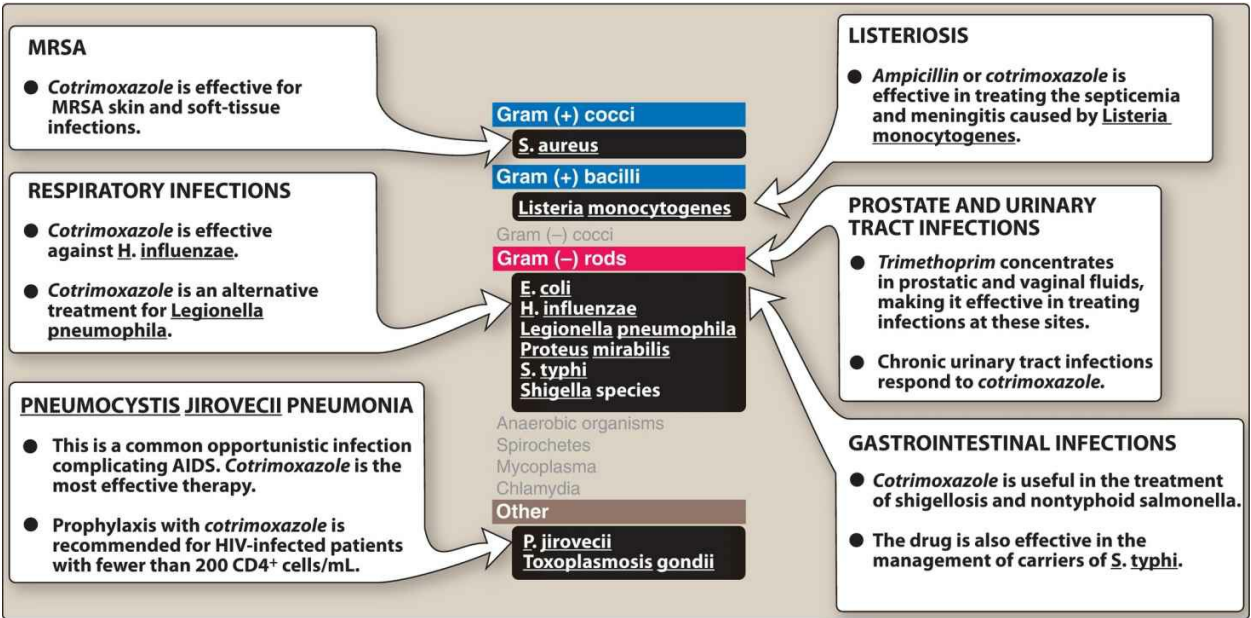 MRSA
● Cotrimoxazole is effective for
MRSA skin and soft-tissue
infections.
RESPIRATORY INFECTIONS
● Cotrimoxazole is effective
against H. influenzae.
● Cotrimoxazole is an alternative
treatment for Legionella
pneumophila.
PNEUMOCYSTIS JIROVECII PNEUMONIA
● This is a common opportunistic infection
complicating AIDS. Cotrimoxazole is the
most effective therapy.
● Prophylaxis with cotrimoxazole is
recommended for HIV-infected patients
with fewer than 200 CD4⁺ cells/mL.
Gram (+) cocci
S. aureus
Gram (+) bacilli
Listeria monocytogenes
Gram (–) cocci
Gram (–) rods
E. coli
H. influenzae
Legionella pneumophila
Proteus mirabilis
S. typhi
Shigella species
Anaerobic organisms
Spirochetes
Mycoplasma
Chlamydia
Other
P. jirovecii
Toxoplasmosis gondii
LISTERIOSIS
● Ampicillin or cotrimoxazole is
effective in treating the septicemia
and meningitis caused by Listeria
monocytogenes.
PROSTATE AND URINARY
TRACT INFECTIONS
● Trimethoprim concentrates
in prostatic and vaginal fluids,
making it effective in treating
infections at these sites.
● Chronic urinary tract infections
respond to cotrimoxazole.
GASTROINTESTINAL INFECTIONS
● Cotrimoxazole is useful in the treatment
of shigellosis and nontyphoid salmonella.
● The drug is also effective in the
management of carriers of S. typhi.